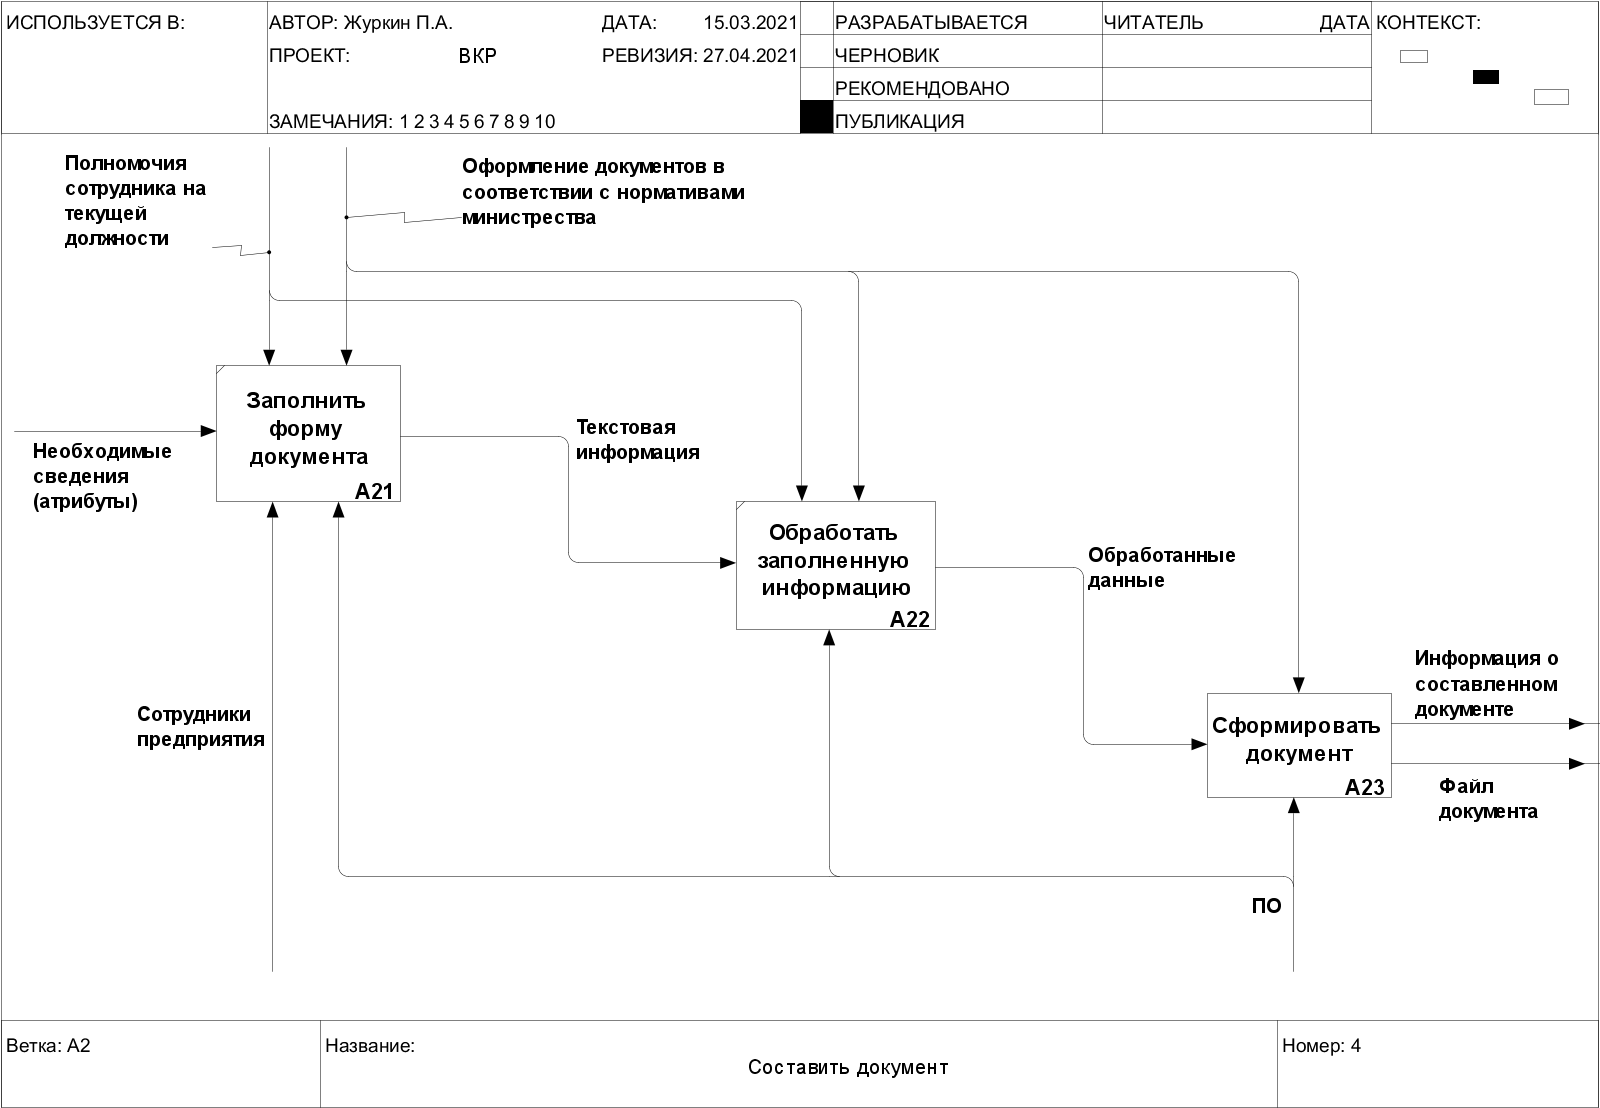 ИСПОЛЬЗУЕТСЯ В:
АВТОР: Журкин П.А.
ДАТА: 15.03.2021
РАЗРАБАТЫВАЕТСЯ
ЧИТАТЕЛЬ
ДАТА
КОНТЕКСТ:
ПРОЕКТ: ВКР
РЕВИЗИЯ: 27.04.2021
ЧЕРНОВИК
РЕКОМЕНДОВАНО
ЗАМЕЧАНИЯ: 1 2 3 4 5 6 7 8 9 10
ПУБЛИКАЦИЯ
Полномочия
сотрудника на
текущей
должности
Оформление документов в
соответствии с нормативами
министрества
Заполнить
форму
документа
A21
Необходимые
сведения
(атрибуты)
Текстовая
информация
Обработать
заполненную
информацию
A22
Обработанные
данные
Информация о
составленном
документе
Сформировать
документ
A23
Файл
документа
Сотрудники
предприятия
ПО
Ветка: A2
Название:
Составить документ
Номер: 4